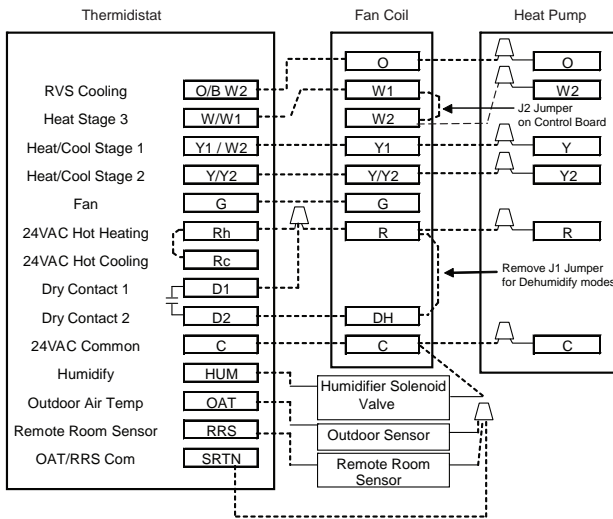 Thermidistat Fan Coil Heat Pump
O O
RVS Cooling O/B W2 W1 W2
J2 Jumper
on Control Board
Heat Stage 3 W/W1 W2
Heat/Cool Stage 1 Y1 / W2 Y1 Y
Heat/Cool Stage 2 Y/Y2 Y/Y2 Y2
Fan G G
24VAC Hot Heating Rh R R
24VAC Hot Cooling Rc
Remove J1 Jumper
for Dehumidify modes
Dry Contact 1 D1
Dry Contact 2 D2 DH
24VAC Common C C C
Humidify HUM
Humidifier Solenoid
Valve
Outdoor Air Temp OAT
Outdoor Sensor
Remote Room Sensor RRS
Remote Room
Sensor
OAT/RRS Com SRTN